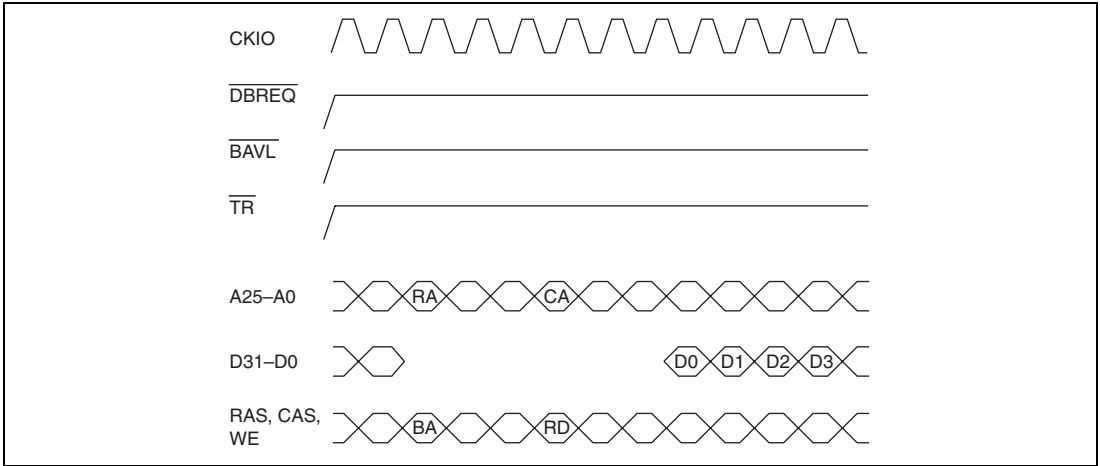 CKIO
DBREQ
BAVL
TR
A25–A0 RA CA
D31–D0 D0 D1 D2 D3
RAS, CAS,
WE BA RD